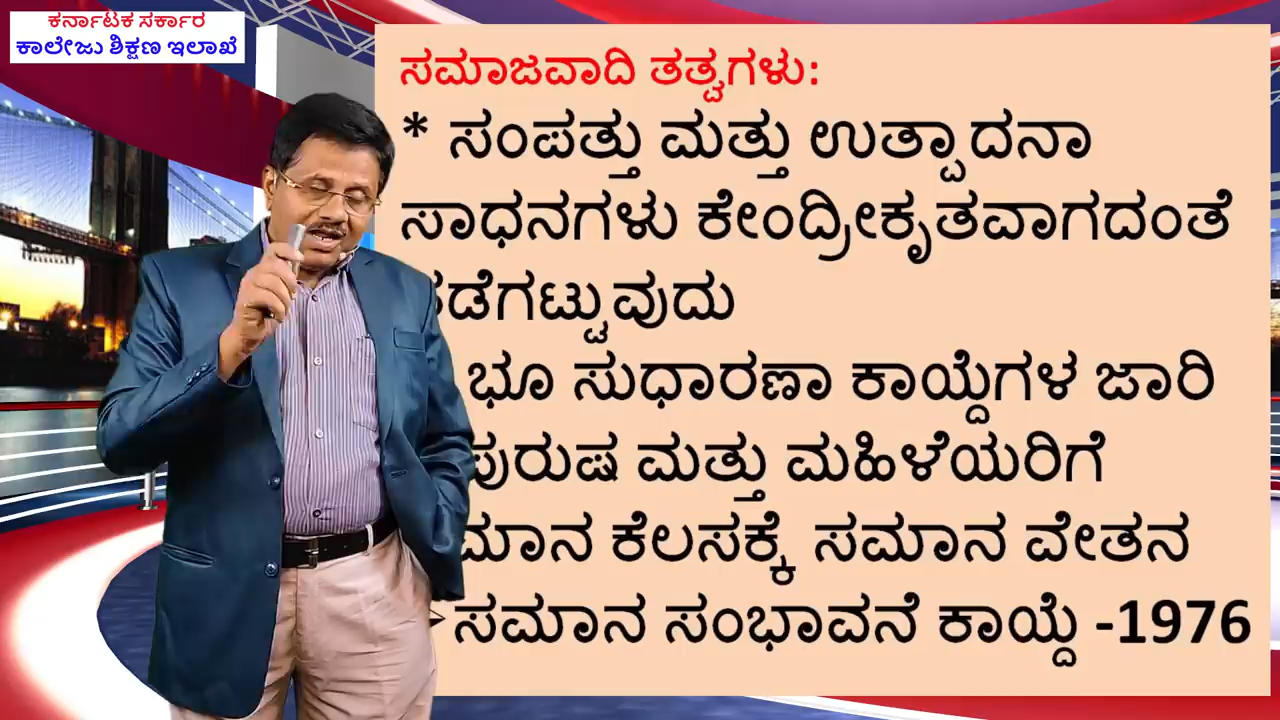 ಕರ್ನಾಟಕ ಸರ್ಕಾರ
ಕಾಲೇಜು ಶಿಕ್ಷಣ ಇಲಾಖೆ
ಸಮಾಜವಾದಿ ತತ್ವಗಳು:
* ಸಂಪತ್ತು ಮತ್ತು ಉತ್ಪಾದನಾ
ಸಾಧನಗಳು ಕೇಂದ್ರೀಕೃತವಾಗದಂತೆ
ಭೂ ಸುಧಾರಣಾ ಕಾಯ್ದೆಗಳ ಜಾರಿ
ಪುರುಷ ಮತ್ತು ಮಹಿಳೆಯರಿಗೆ
ಕೆಲಸಕ್ಕೆ ಸಮಾನ ವೇತನ
ಸಮಾನ ಸಂಭಾವನೆ ಕಾಯ್ದೆ -1976